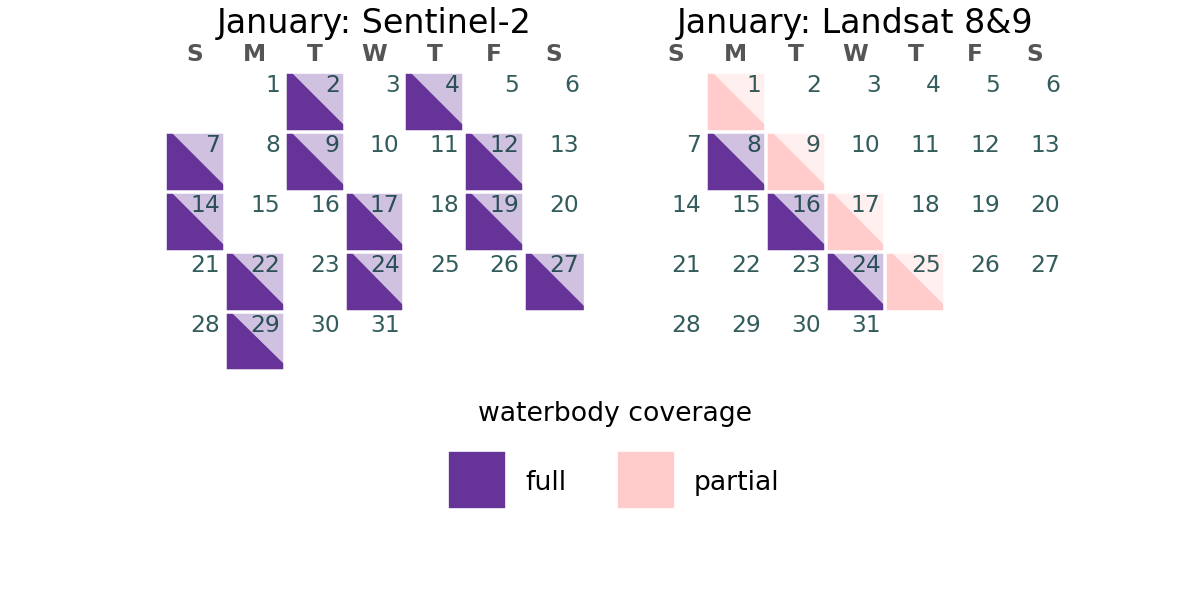 January: Sentinel-2
S M T W T F S
1 2 3 4 5 6
7 8 9 10 11 12 13
14 15 16 17 18 19 20
21 22 23 24 25 26 27
28 29 30 31
January: Landsat 8&9
S M T W T F S
1 2 3 4 5 6
7 8 9 10 11 12 13
14 15 16 17 18 19 20
21 22 23 24 25 26 27
28 29 30 31
waterbody coverage
full partial